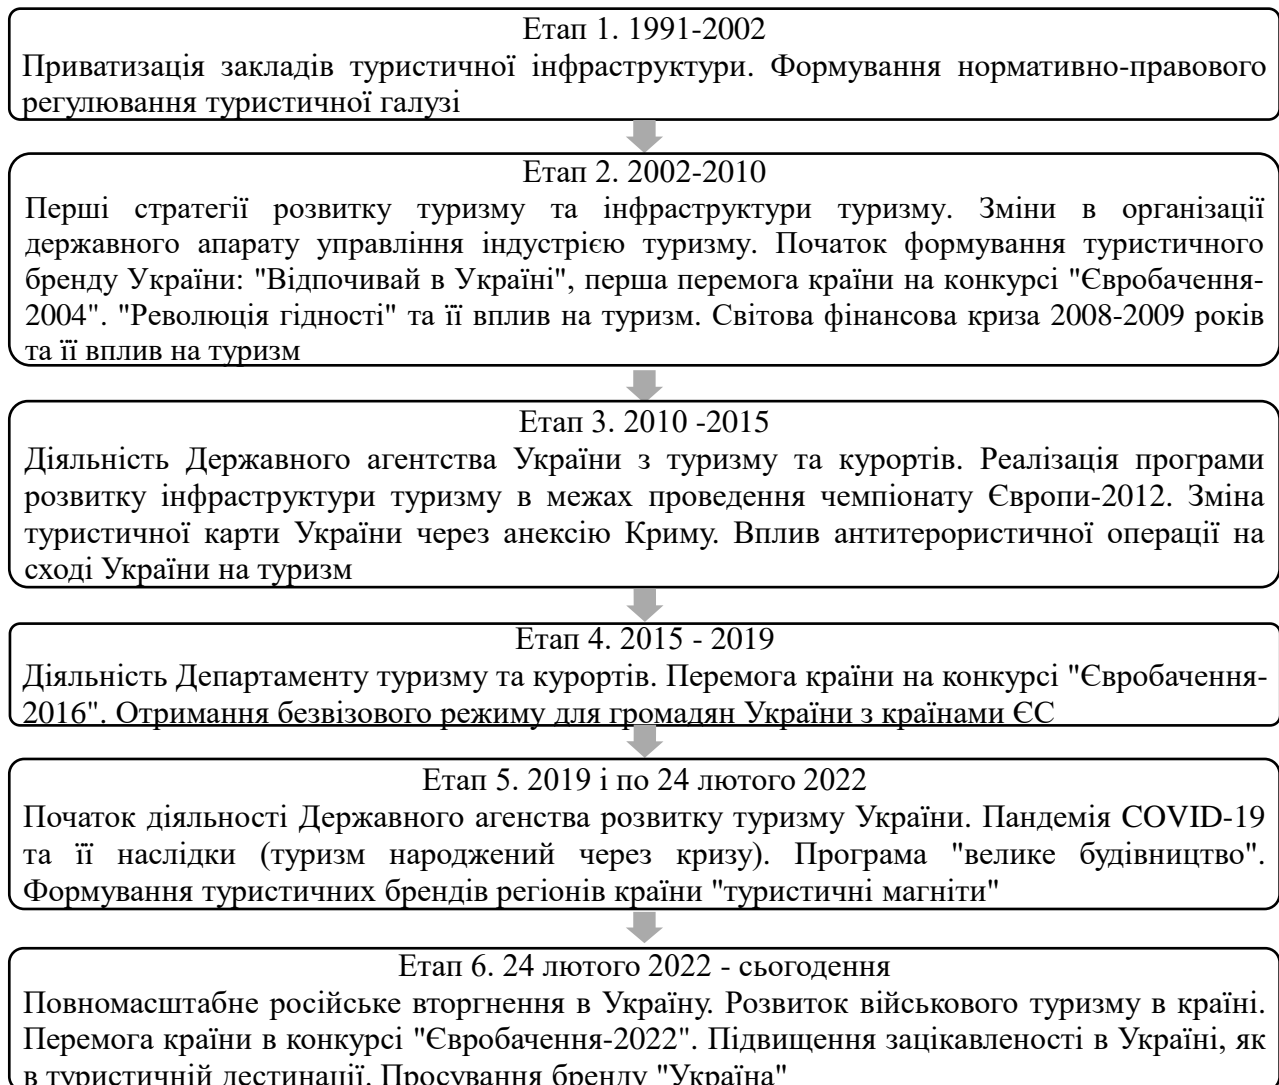 Етап 1. 1991-2002
Приватизація закладів туристичної інфраструктури. Формування нормативно-правового
регулювання туристичної галузі
Етап 2. 2002-2010
Перші стратегії розвитку туризму та інфраструктури туризму. Зміни в організації
державного апарату управління індустрією туризму. Початок формування туристичного
бренду України: "Відпочивай в Україні", перша перемога країни на конкурсі "Євробачення-
2004". "Революція гідності" та її вплив на туризм. Світова фінансова криза 2008-2009 років
та її вплив на туризм
Етап 3. 2010 -2015
Діяльність Державного агентства України з туризму та курортів. Реалізація програми
розвитку інфраструктури туризму в межах проведення чемпіонату Європи-2012. Зміна
туристичної карти України через анексію Криму. Вплив антитерористичної операції на
сході України на туризм
Етап 4. 2015 - 2019
Діяльність Департаменту туризму та курортів. Перемога країни на конкурсі "Євробачення-
2016". Отримання безвізового режиму для громадян України з країнами ЄС
Етап 5. 2019 і по 24 лютого 2022
Початок діяльності Державного агенства розвитку туризму України. Пандемія COVID-19
та її наслідки (туризм народжений через кризу). Програма "велике будівництво".
Формування туристичних брендів регіонів країни "туристичні магніти"
Етап 6. 24 лютого 2022 - сьогодення
Повномасштабне російське вторгнення в Україну. Розвиток військового туризму в країні.
Перемога країни в конкурсі "Євробачення-2022". Підвищення зацікавленості в Україні, як
в туристичній дестинації. Просування бренду "Україна"